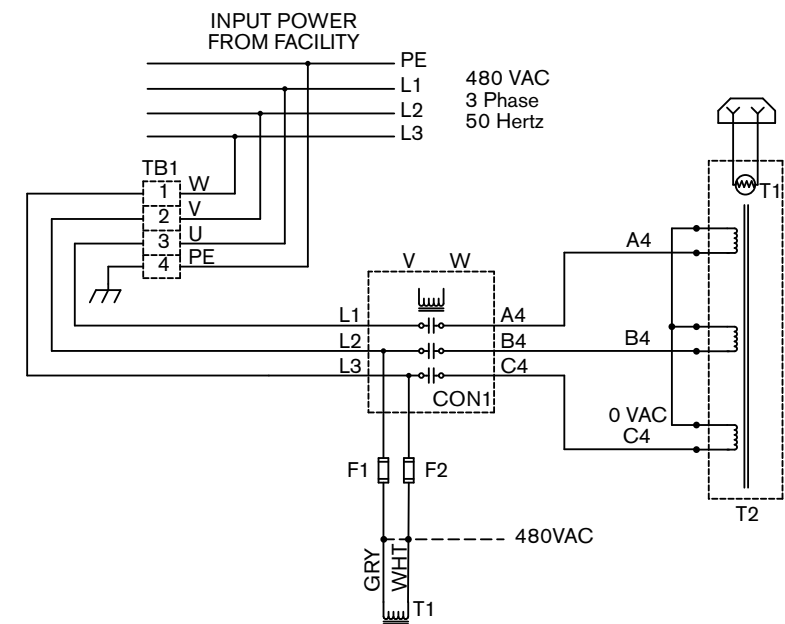 INPUT POWER
FROM FACILITY
PE
L1
L2
L3
480 VAC
3 Phase
50 Hertz
TB1
1 W
2 V
3 U
4 PE
V W
L1
L2
L3
A4
B4
C4
CON1
A4
B4
0 VAC
C4
T1
T2
F1
F2
480VAC
GRY
WHT
T1